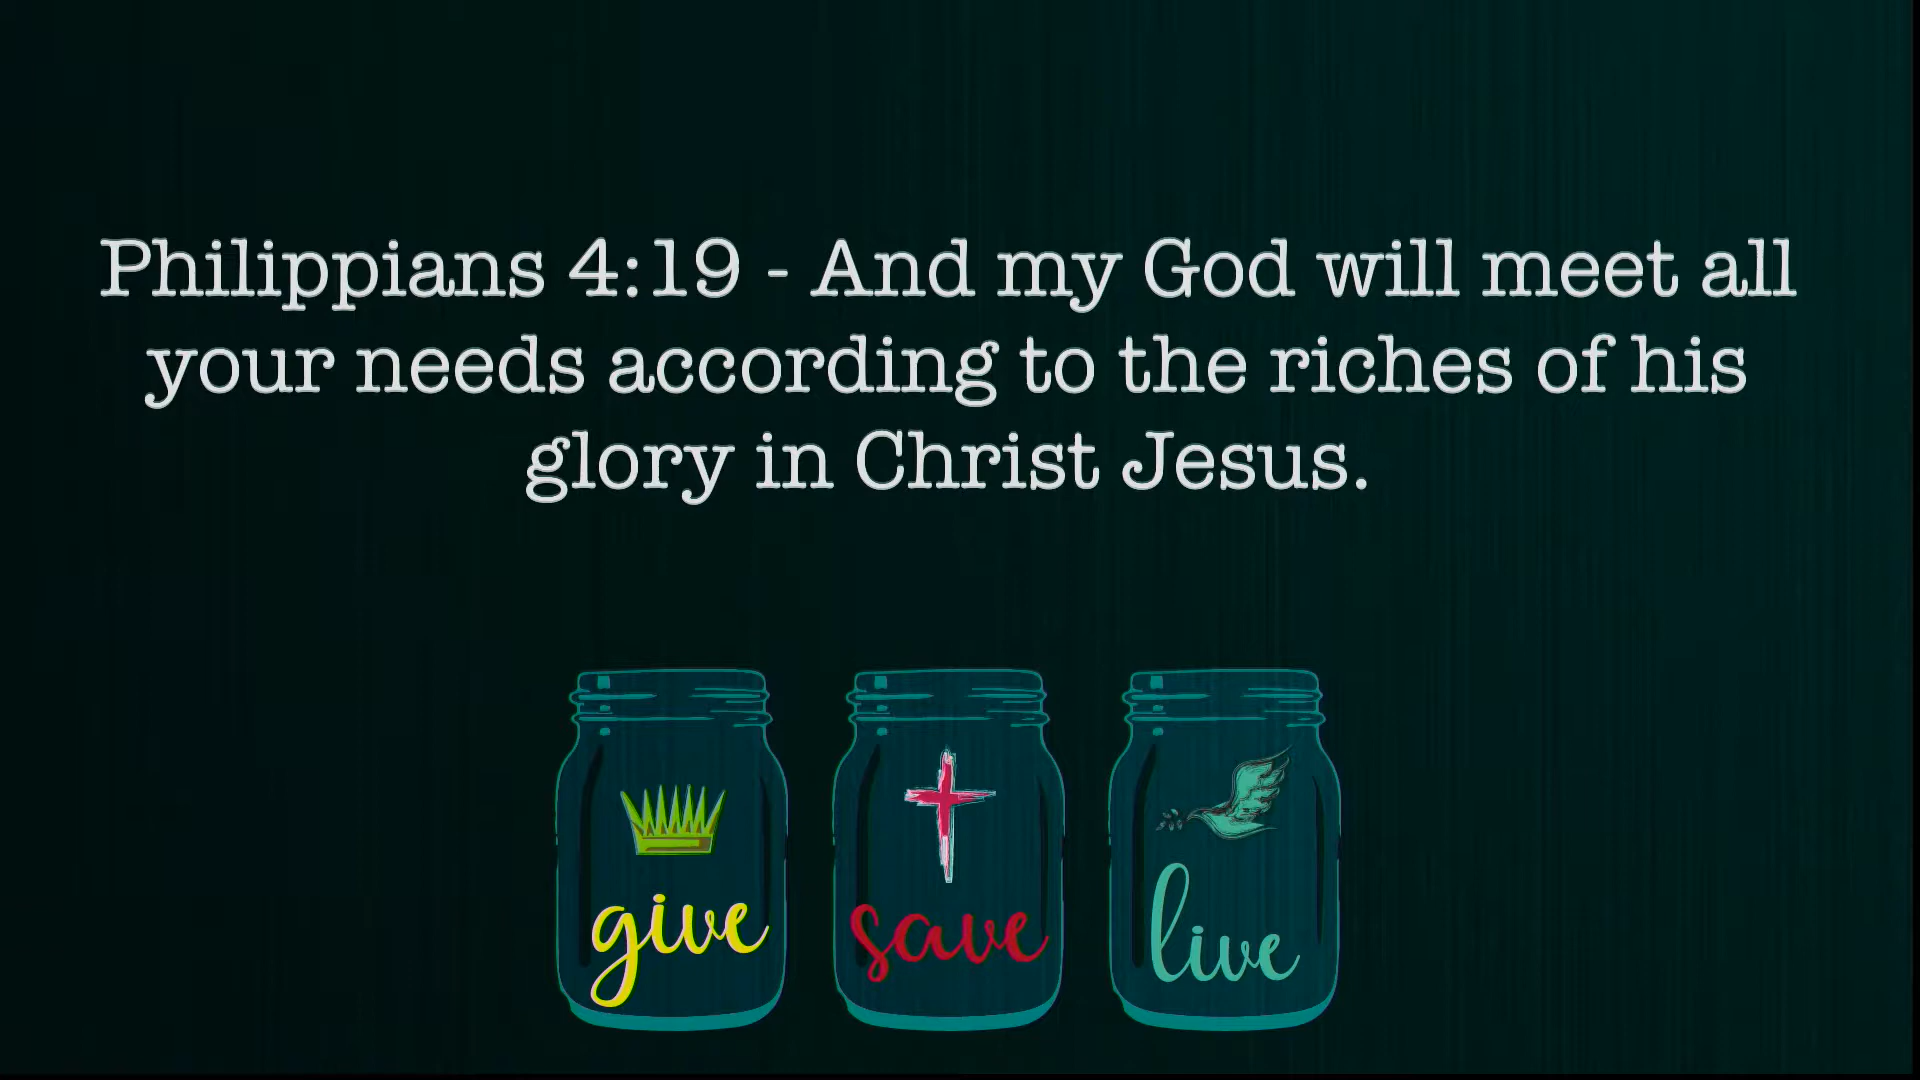 Philippians 4:19 - And my God will meet all
your needs according to the riches of his
glory in Christ Jesus.
give
save
live